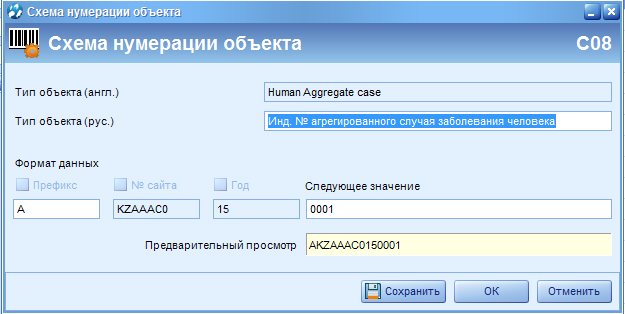 Схема нумерации объекта
Схема нумерации объекта C08
Тип объекта (англ.) Human Aggregate case
Тип объекта (рус.) Инд. № агрегированного случая заболевания человека
Формат данных
Префикс № сайта Год Следующее значение
A KZAAAC0 15 0001
Предварительный просмотр AKZAAAC0150001
Сохранить OK Отменить